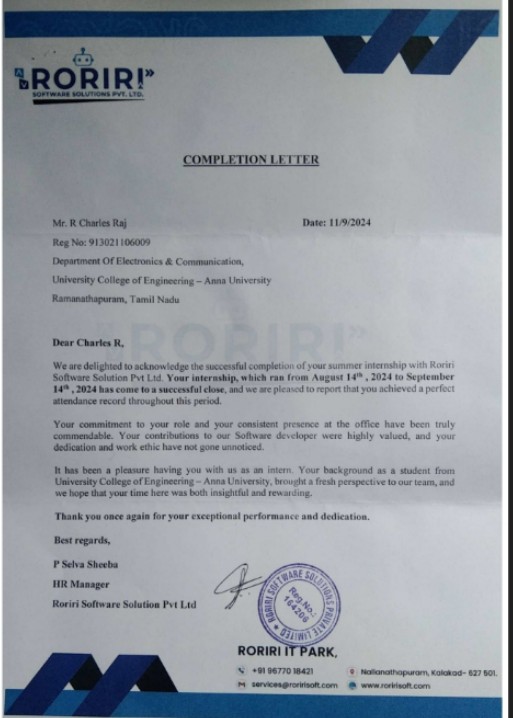 RORIRI
SOFTWARE SOLUTIONS PVT. LTD.
COMPLETION LETTER
Mr. R Charles Raj Date: 11/9/2024
Reg No: 913021106009
Department Of Electronics & Communication,
University College of Engineering – Anna University
Ramanathapuram, Tamil Nadu
RORIRI
Dear Charles R,
We are delighted to acknowledge the successful completion of your summer internship with Roriri
Software Solution Pvt Ltd. Your internship, which ran from August 14th , 2024 to September
14th , 2024 has come to a successful close, and we are pleased to report that you achieved a perfect
attendance record throughout this period.
Your commitment to your role and your consistent presence at the office have been truly
commendable. Your contributions to our Software developer were highly valued, and your
dedication and work ethic have not gone unnoticed.
It has been a pleasure having you with us as an intern. Your background as a student from
University College of Engineering – Anna University, brought a fresh perspective to our team, and
we hope that your time here was both insightful and rewarding.
Thank you once again for your exceptional performance and dedication.
Best regards,
P Selva Sheeba
HR Manager
Roriri Software Solution Pvt Ltd
RORIRI SOFTWARE SOLUTIONS PRIVATE LIMITED
Reg.No.:
164206
RORIRI IT PARK,
+91 96770 18421 Nallanathapuram, Kalakad- 627 501.
services@roririsoft.com www.roririsoft.com